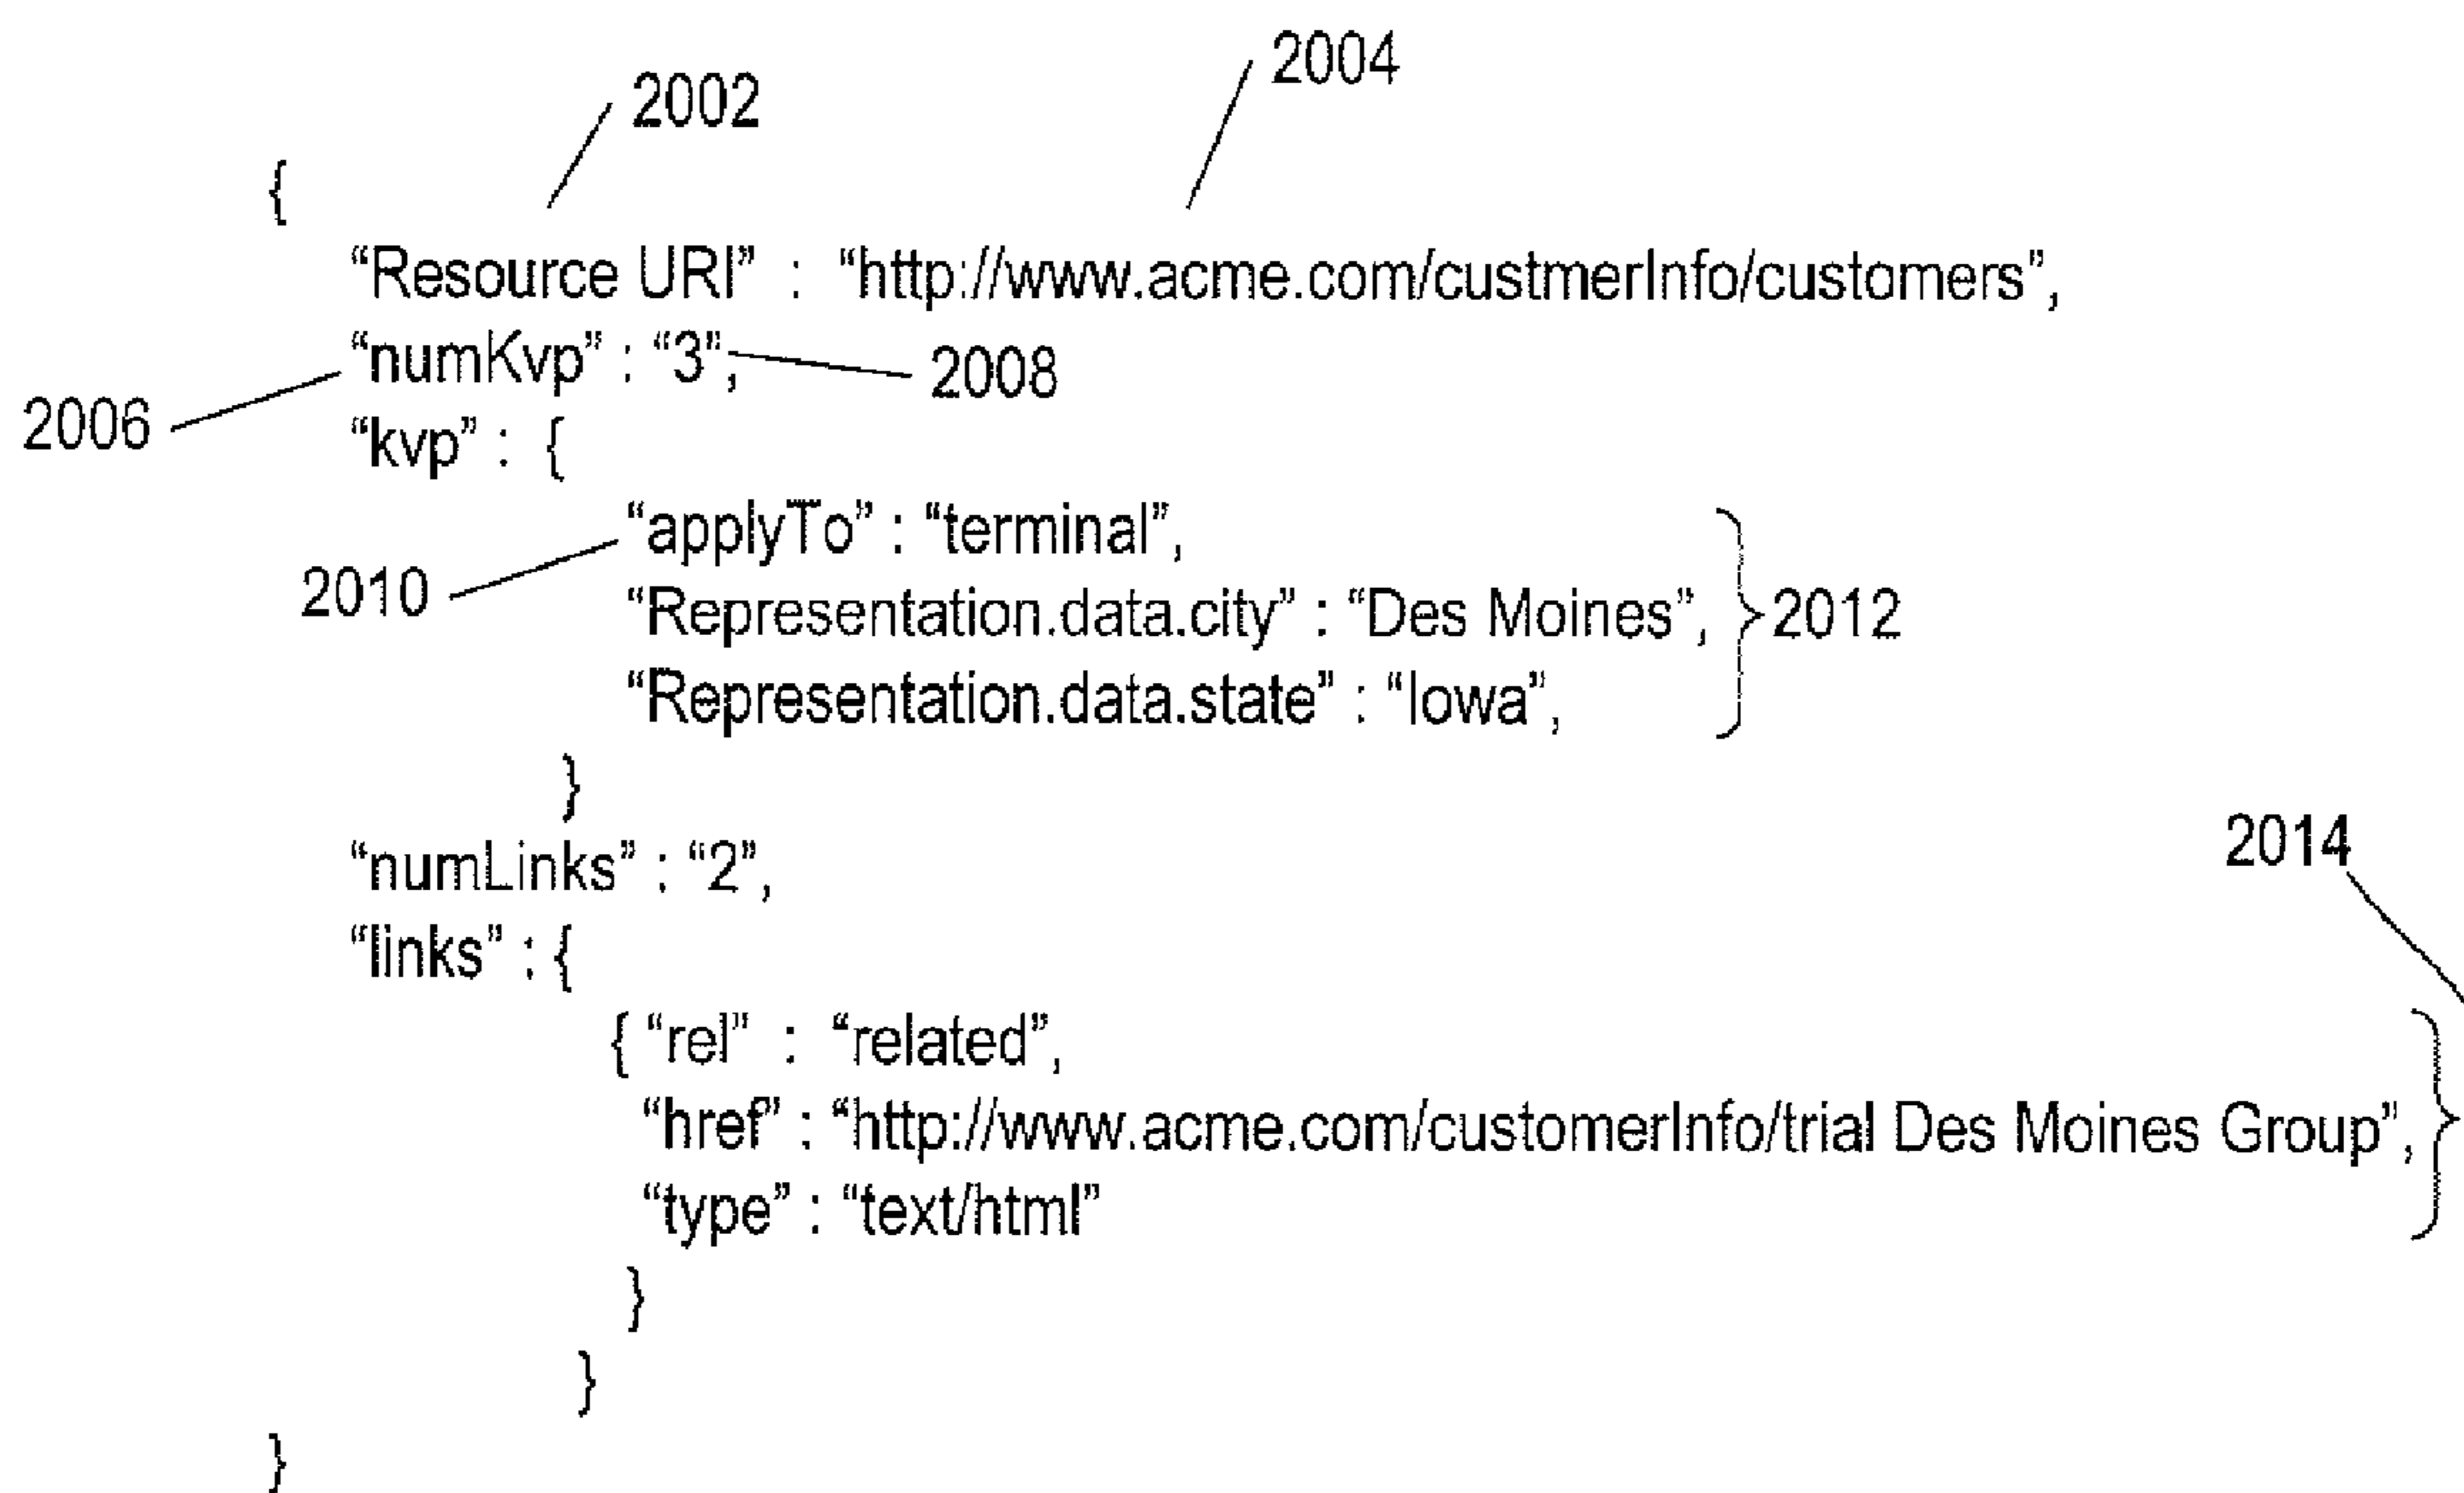 2004
2002
{
“Resource URI” : “http://www.acme.com/custmerInfo/customers”,
“numKvp” : “3”, 2008
2006
“kvp” : {
“applyTo” : “terminal”,
2010
“Representation.data.city” : “Des Moines”, 2012
“Representation.data.state” : “Iowa”,
}
2014
“numLinks” : “2”,
“links” : {
{ “rel” : “related”,
“href” : “http://www.acme.com/customerInfo/trial Des Moines Group”,
“type” : “text/html”
}
}
}